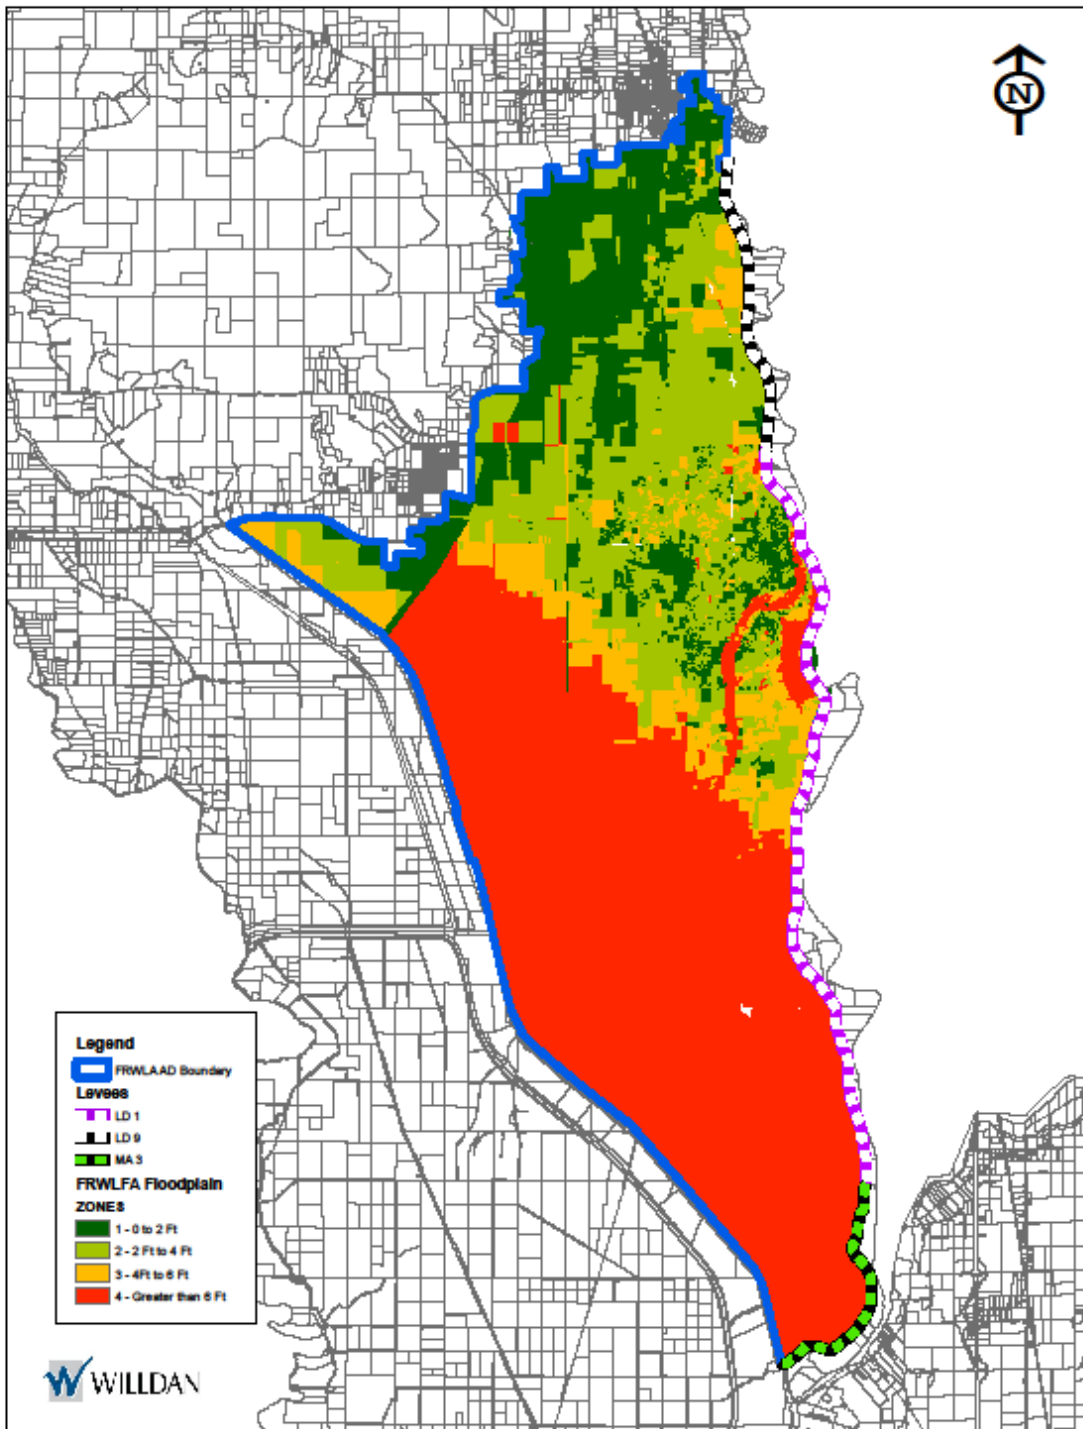 N
Legend
FRWLAAD Boundary
Levees
LD 1
LD 9
MA 3
FRWLFA Floodplain
ZONES
1 - 0 to 2 Ft
2 - 2 Ft to 4 Ft
3 - 4Ft to 6 Ft
4 - Greater than 6 Ft
W WILLDAN